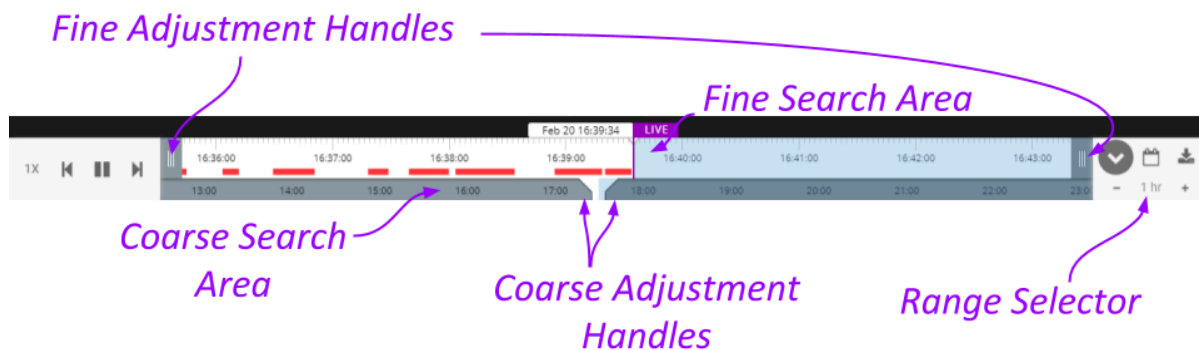 Fine Adjustment Handles
Fine Search Area
Feb 20 16:39:34 LIVE
1X 16:36:00 16:37:00 16:38:00 16:39:00 16:40:00 16:41:00 16:42:00 16:43:00
13:00 14:00 15:00 16:00 17:00 18:00 19:00 20:00 21:00 22:00 23:0 − 1 hr +
Coarse Search
Area
Coarse Adjustment
Handles
Range Selector